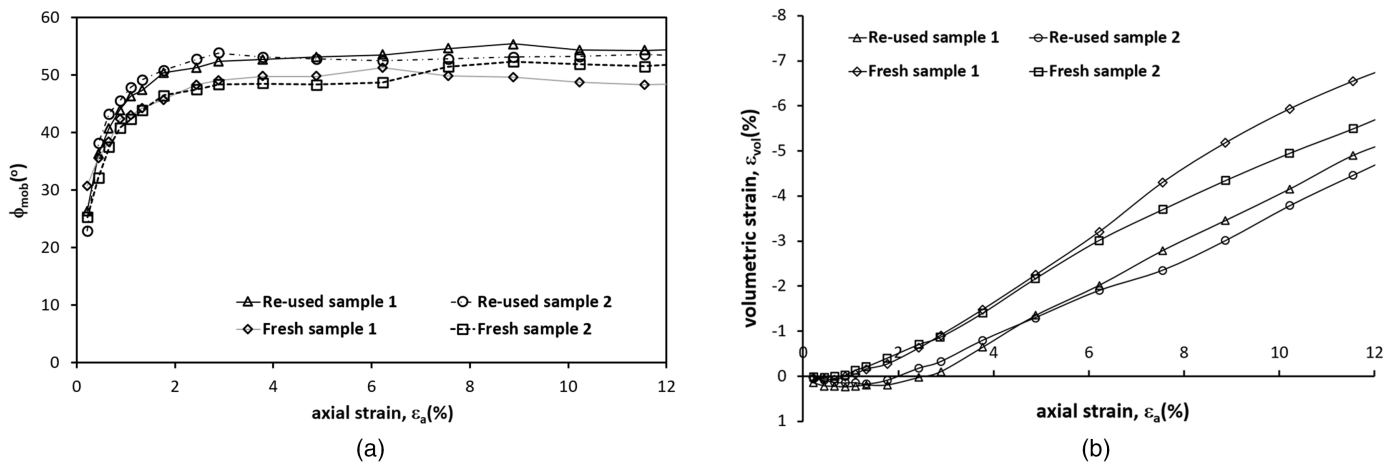 60
50
40
30
20
10
0
ϕmob(°)
Re-used sample 1
Re-used sample 2
Fresh sample 1
Fresh sample 2
0 2 4 6 8 10 12
axial strain, εa(%)
(a)
-8
-7
-6
-5
-4
-3
-2
-1
0
1
volumetric strain, εvol(%)
Re-used sample 1
Re-used sample 2
Fresh sample 1
Fresh sample 2
0 2 4 6 8 10 12
axial strain, εa(%)
(b)